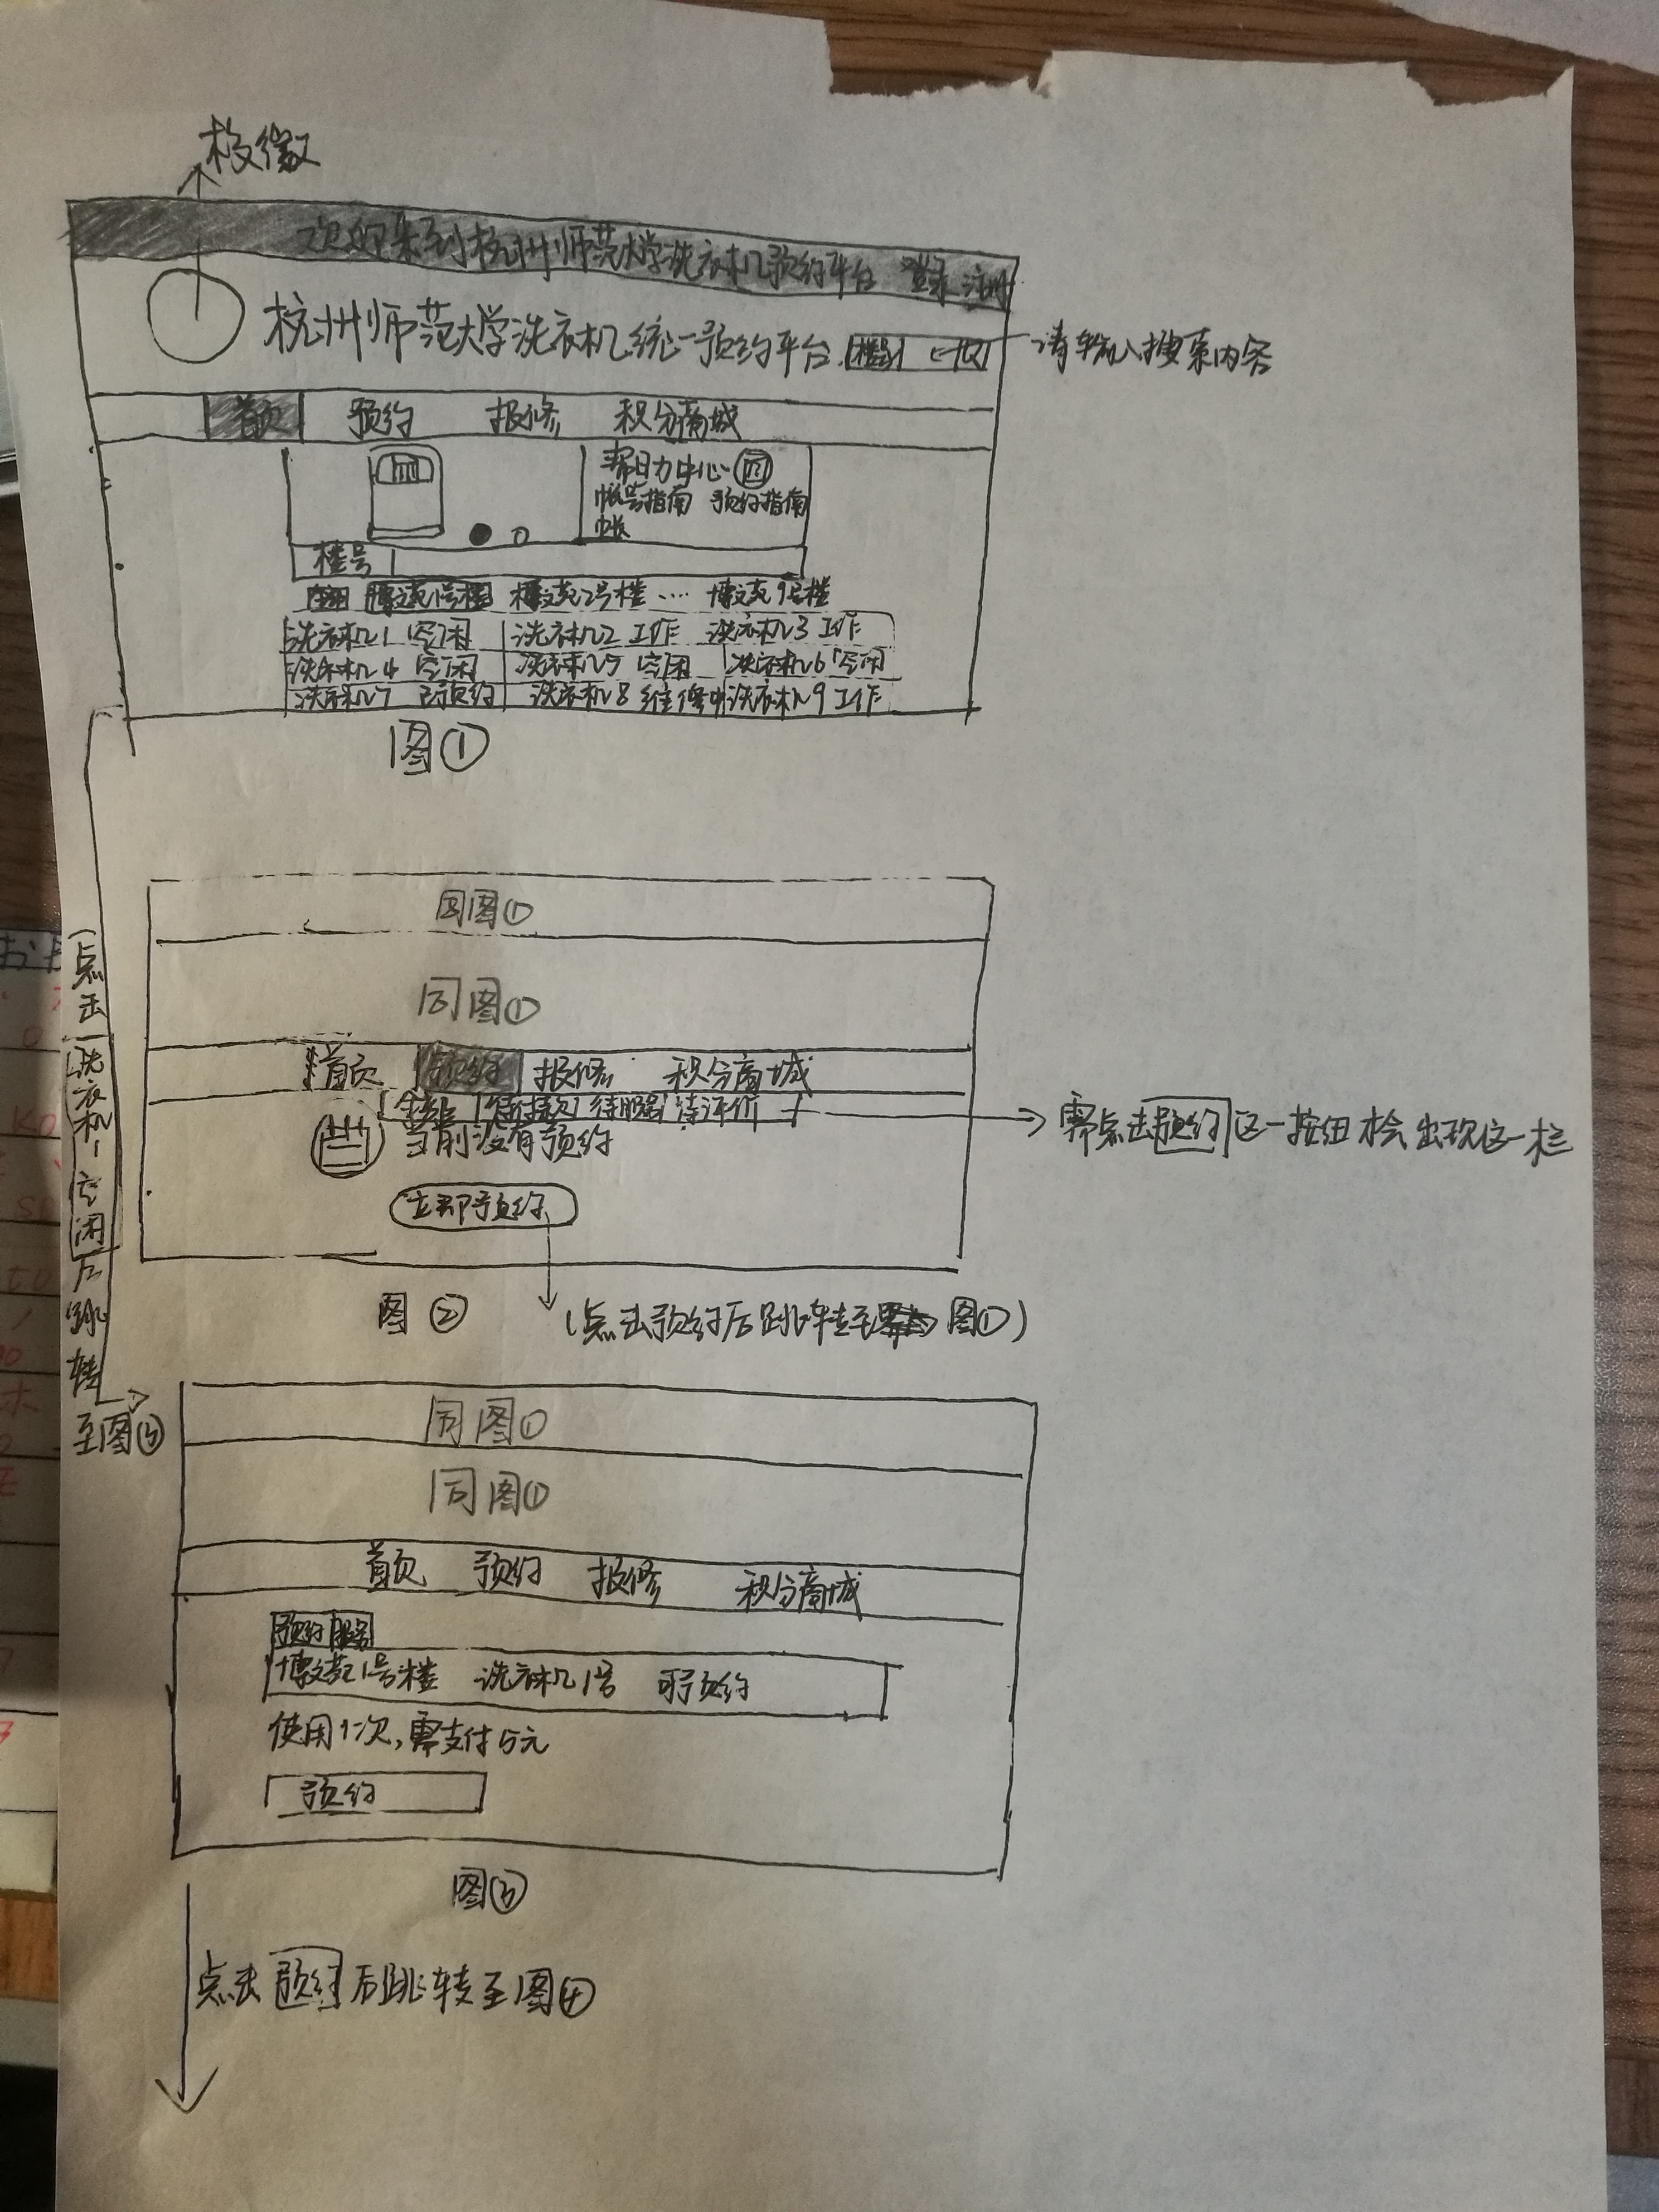 校徽
欢迎来到杭州师范大学洗衣机预约平台 登录 注册
杭州师范大学洗衣机统一预约平台 楼号
请输入搜索内容
首页 预约 报修 积分商城
帮助中心
帐号指南 预约指南
楼号
博文苑1号楼 博文苑2号楼 .... 博文苑9号楼
洗衣机1 空闲 洗衣机2 工作 洗衣机3 工作
洗衣机4 空闲 洗衣机5 空闲 洗衣机6 空闲
洗衣机7 已预约 洗衣机8 维修中 洗衣机9 工作
图①
同图①
同图①
首页 预约 报修 积分商城
全部 待付款 待服务 待评价
需点击预约这一按钮才会出现这一栏
当前没有预约
立即预约
图②
(点击预约后跳转至 图①)
(点击洗衣机1空闲后跳转至图③
同图①
同图①
首页 预约 报修 积分商城
预约服务
博文苑1号楼 洗衣机1号 可预约
使用1次,需支付5元
预约
图③
点击预约后跳转至图④